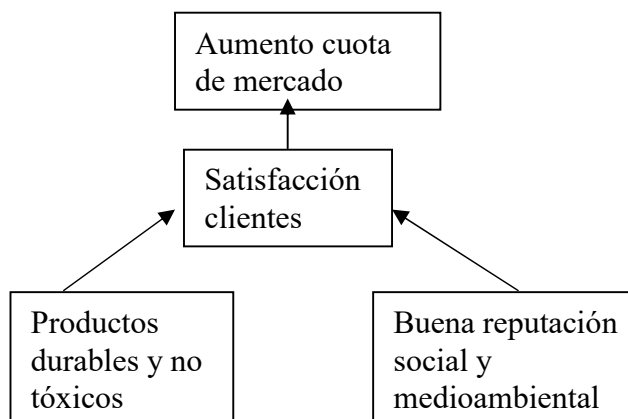 Aumento cuota
de mercado
Satisfacción
clientes
Productos
durables y no
tóxicos
Buena reputación
social y
medioambiental